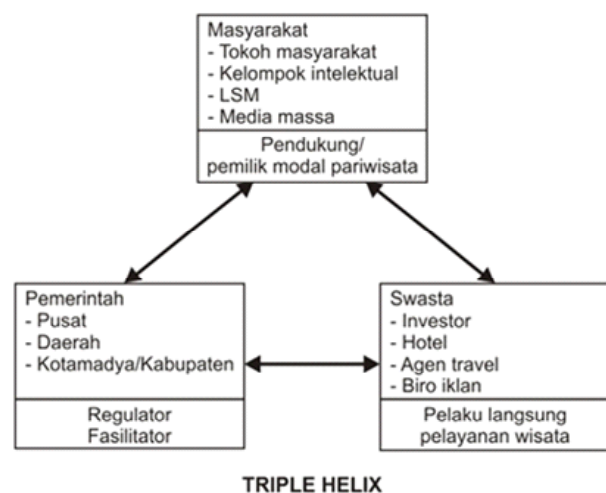 Masyarakat
- Tokoh masyarakat
- Kelompok intelektual
- LSM
- Media massa
Pendukung/
pemilik modal pariwisata
Pemerintah
- Pusat
- Daerah
- Kotamadya/Kabupaten
Regulator
Fasilitator
Swasta
- Investor
- Hotel
- Agen travel
- Biro iklan
Pelaku langsung
pelayanan wisata
TRIPLE HELIX